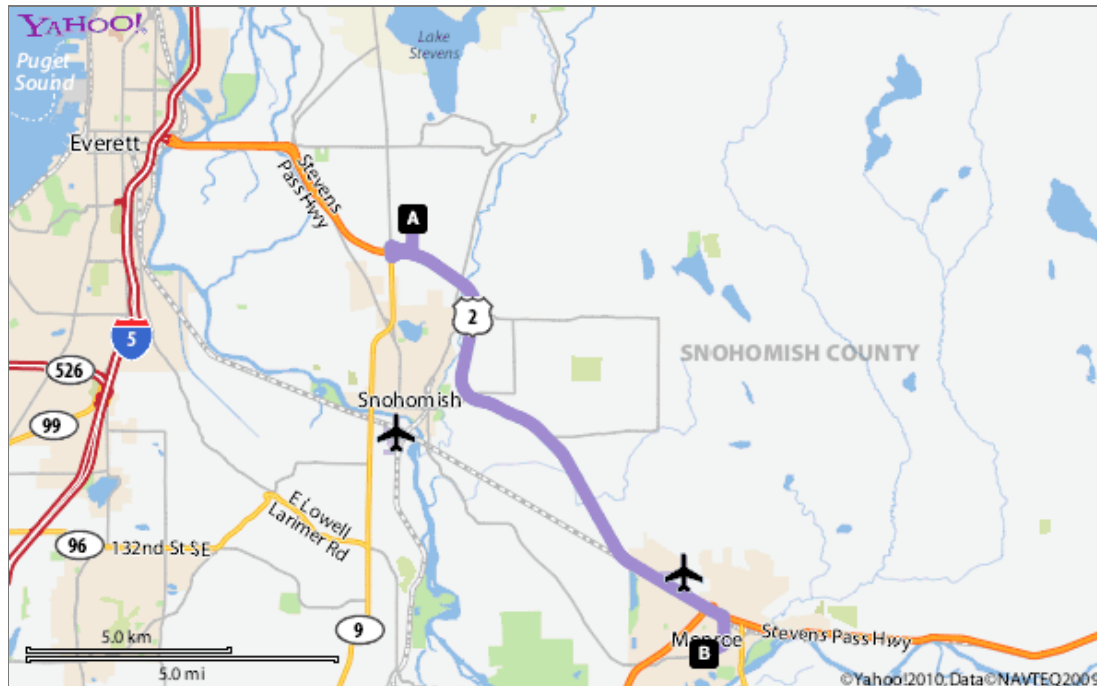 YAHOO!
Puget
Sound
Lake
Stevens
Everett
Stevens
Pass Hwy
A
2
5
SNOHOMISH COUNTY
526
Snohomish
99
E Lowell
Larimer Rd
96
132nd St SE
9
5.0 km
5.0 mi
Monroe
B
Stevens Pass Hwy
©Yahoo!2010, Data©NAVTEQ2009